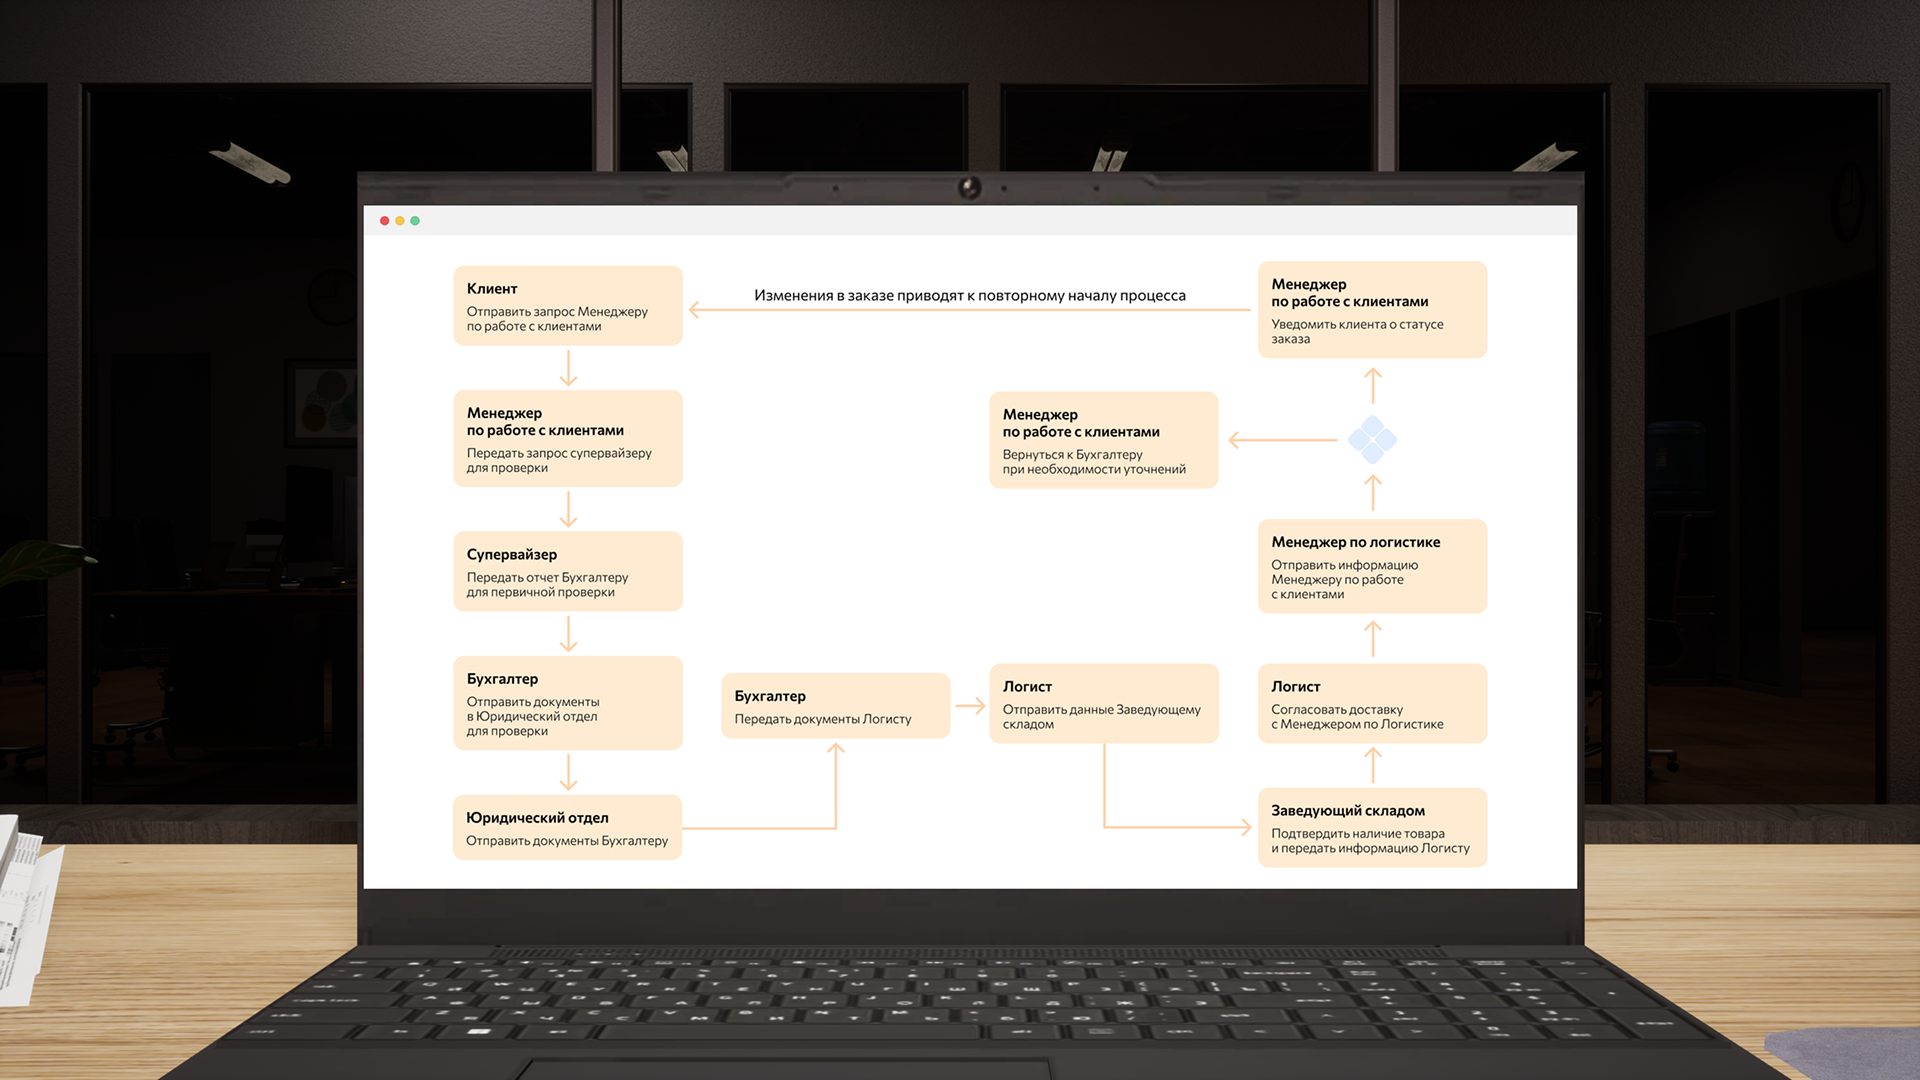 Клиент
Отправить запрос Менеджеру
по работе с клиентами
Изменения в заказе приводят к повторному началу процесса
Менеджер
по работе с клиентами
Уведомить клиента о статусе
заказа
Менеджер
по работе с клиентами
Передать запрос супервайзеру
для проверки
Менеджер
по работе с клиентами
Вернуться к Бухгалтеру
при необходимости уточнений
Супервайзер
Передать отчет Бухгалтеру
для первичной проверки
Менеджер по логистике
Отправить информацию
Менеджеру по работе
с клиентами
Бухгалтер
Отправить документы
в Юридический отдел
для проверки
Бухгалтер
Передать документы Логисту
Логист
Отправить данные Заведующему
складом
Логист
Согласовать доставку
с Менеджером по Логистике
Юридический отдел
Отправить документы Бухгалтеру
Заведующий складом
Подтвердить наличие товара
и передать информацию Логисту